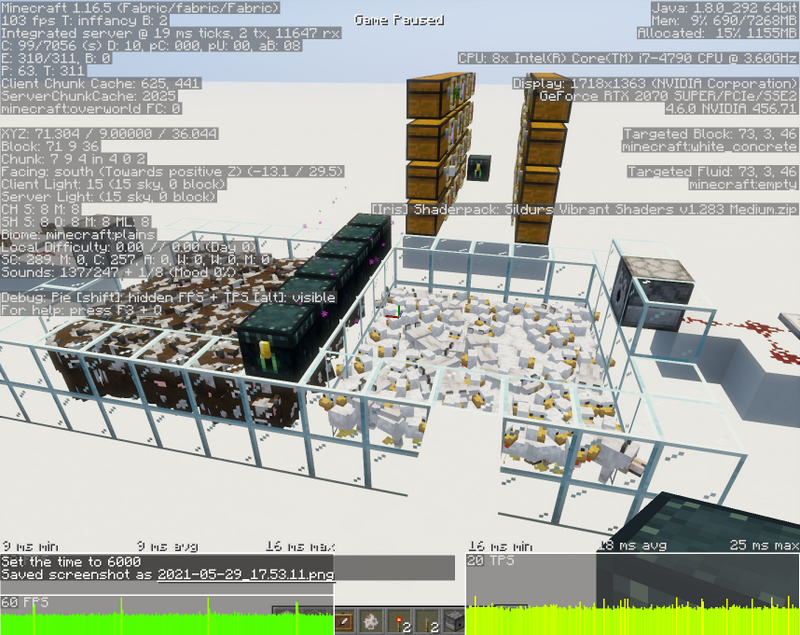 Minecraft 1.16.5 (Fabric/fabric/Fabric)
103 fps T: inffancy B: 2
Integrated server @ 19 ms ticks, 2 tx, 11647 rx
C: 99/7056 (s) D: 10, pC: 000, pU: 00, aB: 08
E: 310/311, B: 0
P: 63. T: 311
Client Chunk Cache: 625, 441
ServerChunkCache: 2025
minecraft:overworld FC: 0
XYZ: 71.304 / 9.00000 / 36.044
Block: 71 9 36
Chunk: 7 9 4 in 4 0 2
Facing: south (Towards positive Z) (-13.1 / 29.5)
Client Light: 15 (15 sky, 0 block)
Server Light: (15 sky, 0 block)
CH S: 8 M: 8
SH S: 8 O: 8 M: 8 ML: 8
Biome: minecraft:plains
Local Difficulty: 0.00 // 0.00 (Day 0)
SC: 289, M: 0, C: 257, A: 0, W: 0, W: 0, M: 0
Sounds: 137/247 + 1/8 (Mood 0%)
Debug: Pie [shift]: hidden FPS + TPS [alt]: visible
For help: press F3 + Q
Game Paused
Java: 1.8.0_292 64bit
Mem: 9% 690/7268MB
Allocated: 15% 1155MB
CPU: 8x Intel(R) Core(TM) i7-4790 CPU @ 3.60GHz
Display: 1718x1363 (NVIDIA Corporation)
GeForce RTX 2070 SUPER/PCIe/SSE2
4.6.0 NVIDIA 456.71
Targeted Block: 73, 3, 46
minecraft:white_concrete
Targeted Fluid: 73, 3, 46
minecraft:empty
[Iris] Shaderpack: Sildurs Vibrant Shaders v1.283 Medium.zip
9 ms min 9 ms avg 16 ms max
16 ms min 18 ms avg 25 ms max
Set the time to 6000
Saved screenshot as 2021-05-29_17.53.11.png
60 FPS
20 TPS
2 2